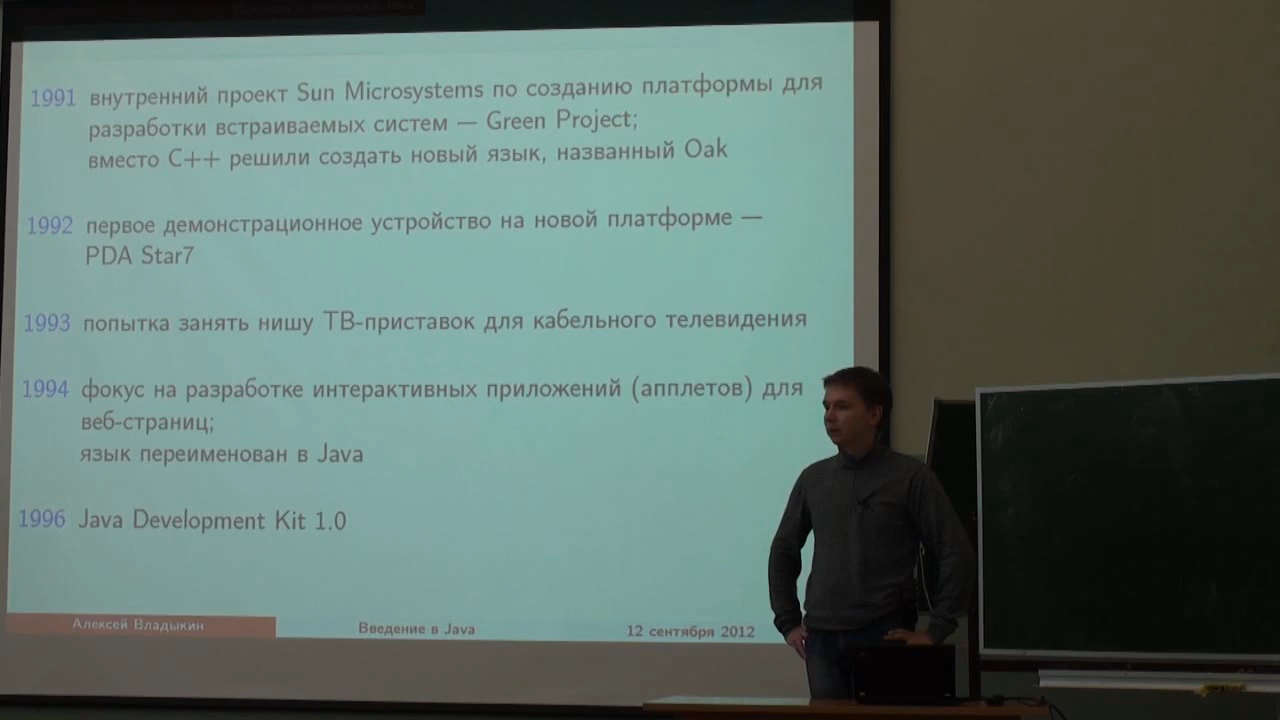 1991 внутренний проект Sun Microsystems по созданию платформы для
разработки встраиваемых систем — Green Project;
вместо C++ решили создать новый язык, названный Oak
1992 первое демонстрационное устройство на новой платформе —
PDA Star7
1993 попытка занять нишу ТВ-приставок для кабельного телевидения
1994 фокус на разработке интерактивных приложений (апплетов) для
веб-страниц;
язык переименован в Java
1996 Java Development Kit 1.0
Алексей Владыкин Введение в Java 12 сентября 2012